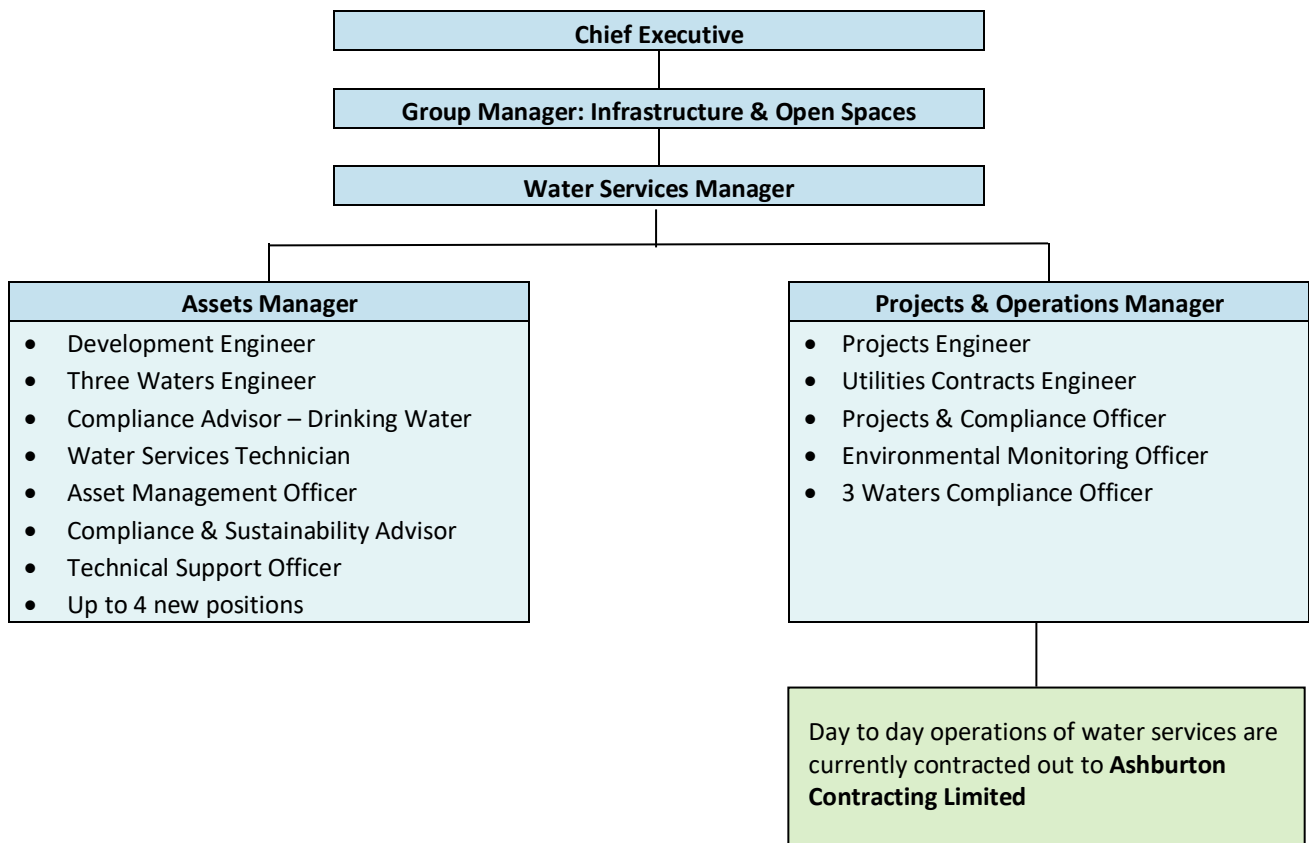 Chief Executive
Group Manager: Infrastructure & Open Spaces
Water Services Manager
Assets Manager
• Development Engineer
• Three Waters Engineer
• Compliance Advisor – Drinking Water
• Water Services Technician
• Asset Management Officer
• Compliance & Sustainability Advisor
• Technical Support Officer
• Up to 4 new positions
Projects & Operations Manager
• Projects Engineer
• Utilities Contracts Engineer
• Projects & Compliance Officer
• Environmental Monitoring Officer
• 3 Waters Compliance Officer
Day to day operations of water services are
currently contracted out to Ashburton
Contracting Limited